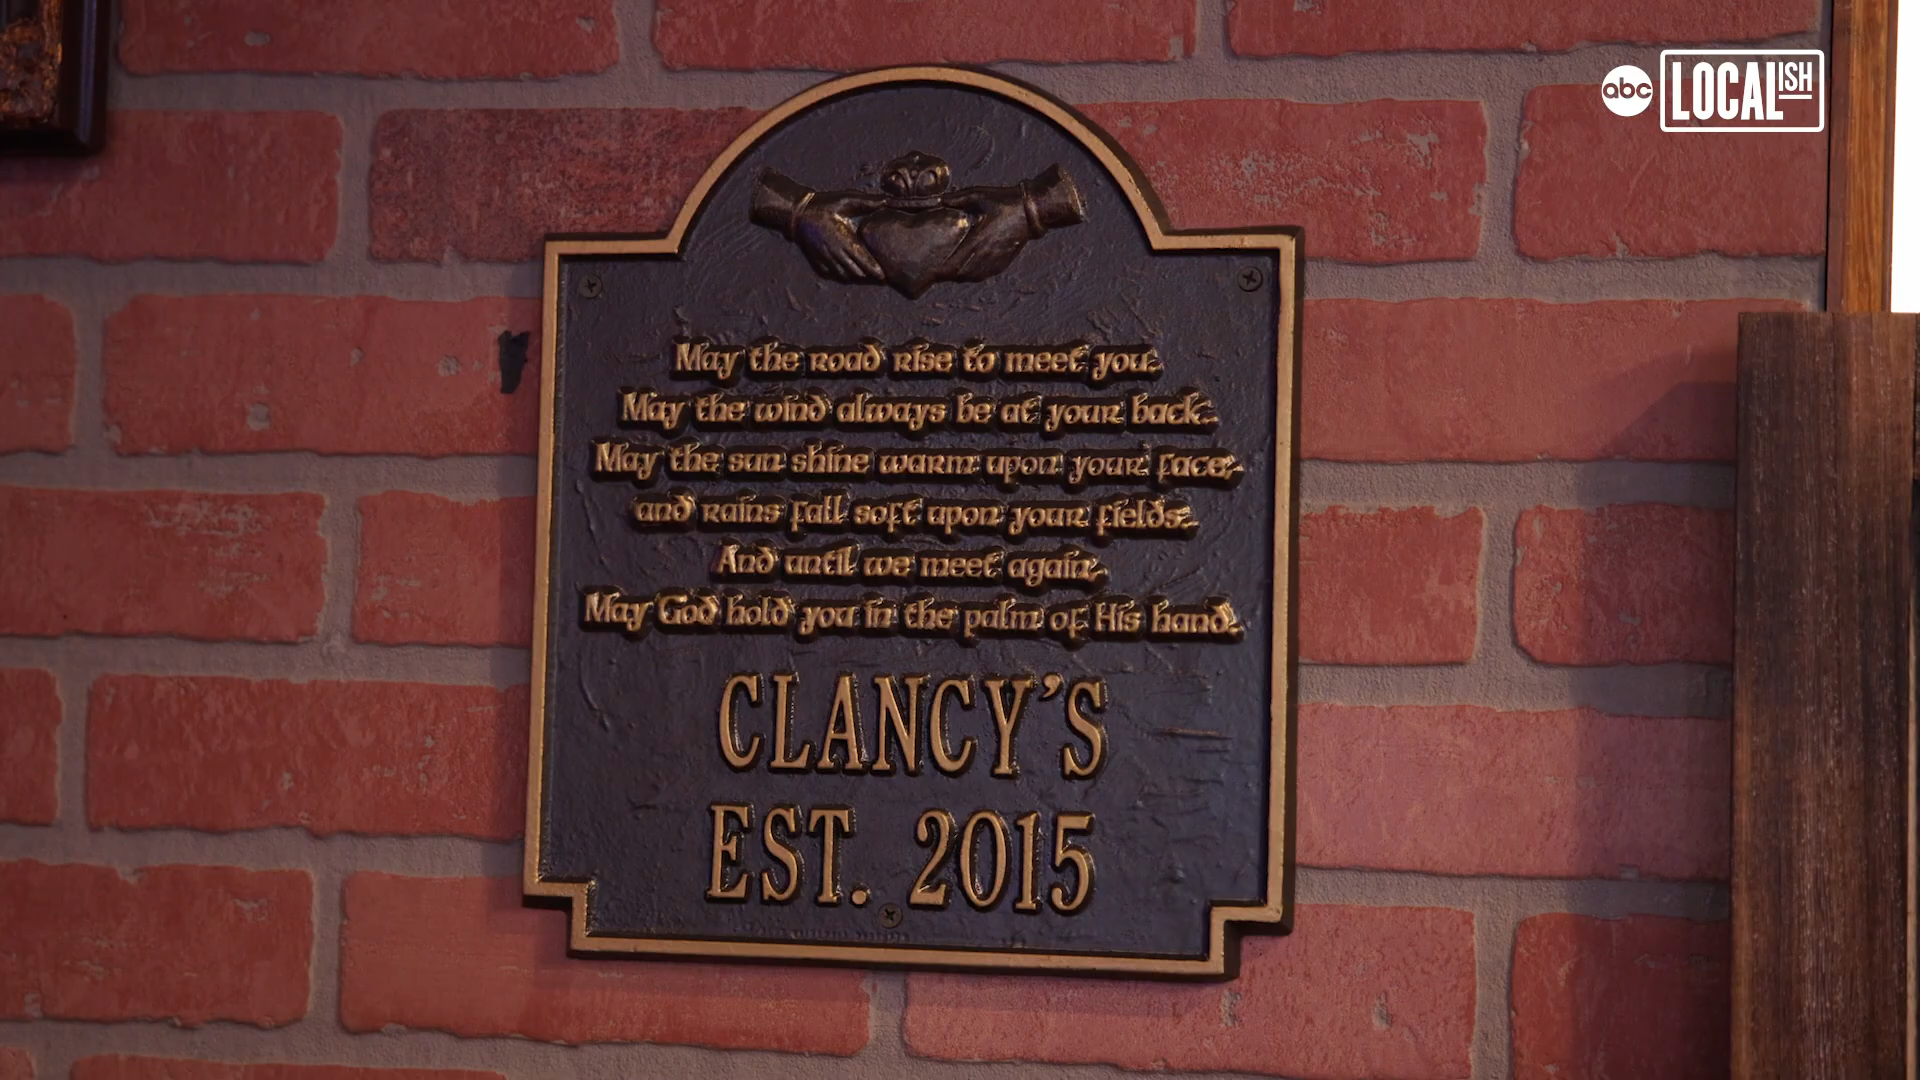 abc LOCALISH
May the road rise to meet you.
May the wind always be at your back.
May the sun shine warm upon your face,
and rains fall soft upon your fields.
And until we meet again,
May God hold you in the palm of His hand.
CLANCY'S
EST. 2015